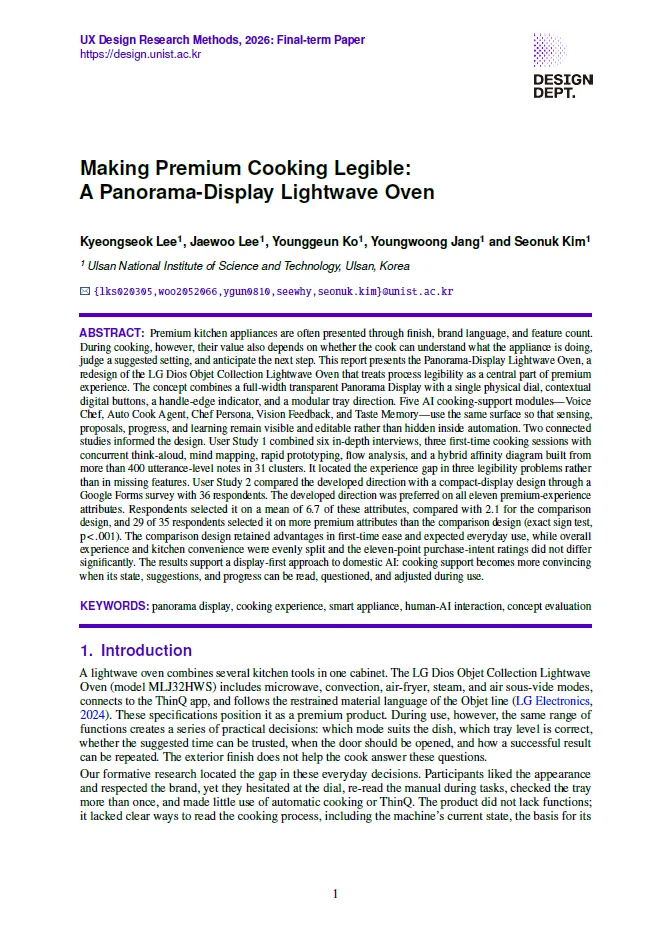 UX Design Research Methods, 2026: Final-term Paper
https://design.unist.ac.kr
DESIGN
DEPT.
Making Premium Cooking Legible:
A Panorama-Display Lightwave Oven
Kyeongseok Lee1, Jaewoo Lee1, Younggeun Ko1, Youngwoong Jang1 and Seonuk Kim1
1 Ulsan National Institute of Science and Technology, Ulsan, Korea
{lks020305,woo2052066,ygun0810,seewhy,seonuk.kim}@unist.ac.kr
ABSTRACT: Premium kitchen appliances are often presented through finish, brand language, and feature count.
During cooking, however, their value also depends on whether the cook can understand what the appliance is doing,
judge a suggested setting, and anticipate the next step. This report presents the Panorama-Display Lightwave Oven, a
redesign of the LG Dios Objet Collection Lightwave Oven that treats process legibility as a central part of premium
experience. The concept combines a full-width transparent Panorama Display with a single physical dial, contextual
digital buttons, a handle-edge indicator, and a modular tray direction. Five AI cooking-support modules—Voice
Chef, Auto Cook Agent, Chef Persona, Vision Feedback, and Taste Memory—use the same surface so that sensing,
proposals, progress, and learning remain visible and editable rather than hidden inside automation. Two connected
studies informed the design. User Study 1 combined six in-depth interviews, three first-time cooking sessions with
concurrent think-aloud, mind mapping, rapid prototyping, flow analysis, and a hybrid affinity diagram built from
more than 400 utterance-level notes in 31 clusters. It located the experience gap in three legibility problems rather
than in missing features. User Study 2 compared the developed direction with a compact-display design through a
Google Forms survey with 36 respondents. The developed direction was preferred on all eleven premium-experience
attributes. Respondents selected it on a mean of 6.7 of these attributes, compared with 2.1 for the comparison
design, and 29 of 35 respondents selected it on more premium attributes than the comparison design (exact sign test,
p<.001). The comparison design retained advantages in first-time ease and expected everyday use, while overall
experience and kitchen convenience were evenly split and the eleven-point purchase-intent ratings did not differ
significantly. The results support a display-first approach to domestic AI: cooking support becomes more convincing
when its state, suggestions, and progress can be read, questioned, and adjusted during use.
KEYWORDS: panorama display, cooking experience, smart appliance, human-AI interaction, concept evaluation
1. Introduction
A lightwave oven combines several kitchen tools in one cabinet. The LG Dios Objet Collection Lightwave
Oven (model MLJ32HWS) includes microwave, convection, air-fryer, steam, and air sous-vide modes,
connects to the ThinQ app, and follows the restrained material language of the Objet line (LG Electronics,
2024). These specifications position it as a premium product. During use, however, the same range of
functions creates a series of practical decisions: which mode suits the dish, which tray level is correct,
whether the suggested time can be trusted, when the door should be opened, and how a successful result
can be repeated. The exterior finish does not help the cook answer these questions.
Our formative research located the gap in these everyday decisions. Participants liked the appearance
and respected the brand, yet they hesitated at the dial, re-read the manual during tasks, checked the tray
more than once, and made little use of automatic cooking or ThinQ. The product did not lack functions;
it lacked clear ways to read the cooking process, including the machine's current state, the basis for its
1